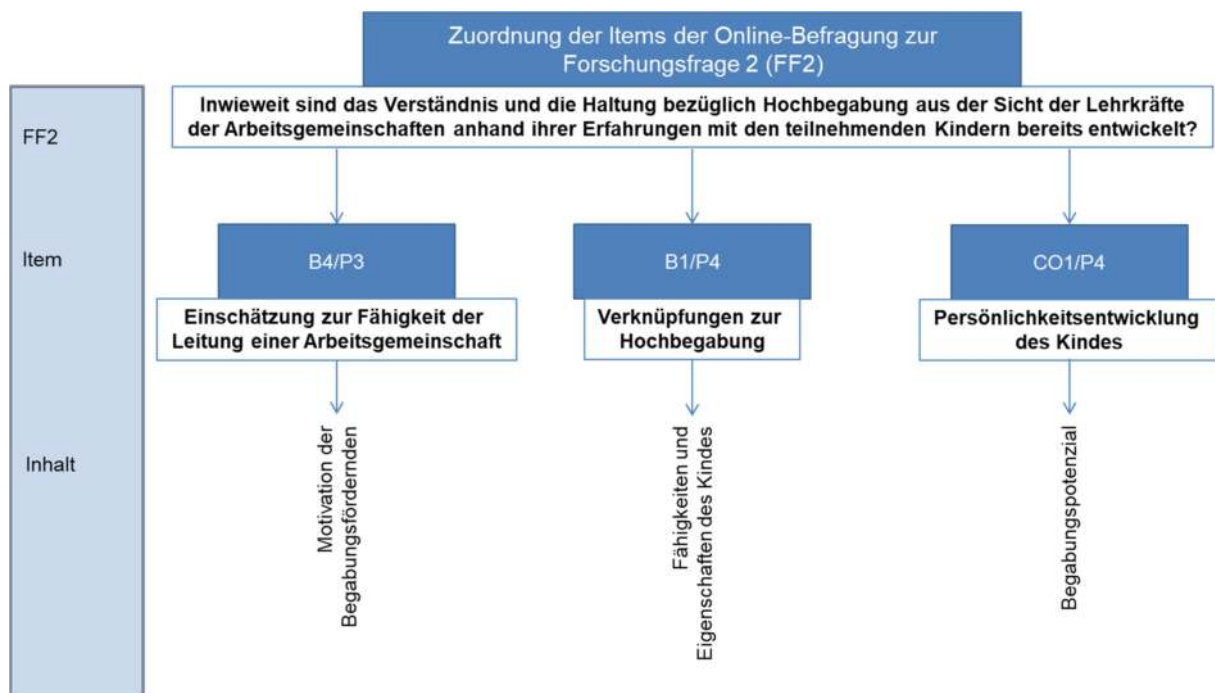 Zuordnung der Items der Online-Befragung zur
Forschungsfrage 2 (FF2)
FF2
Inwieweit sind das Verständnis und die Haltung bezüglich Hochbegabung aus der Sicht der Lehrkräfte
der Arbeitsgemeinschaften anhand ihrer Erfahrungen mit den teilnehmenden Kindern bereits entwickelt?
Item
B4/P3
B1/P4
CO1/P4
Einschätzung zur Fähigkeit der
Leitung einer Arbeitsgemeinschaft
Verknüpfungen zur
Hochbegabung
Persönlichkeitsentwicklung
des Kindes
Inhalt
Motivation der
Begabungsfördernden
Fähigkeiten und
Eigenschaften des Kindes
Begabungspotenzial